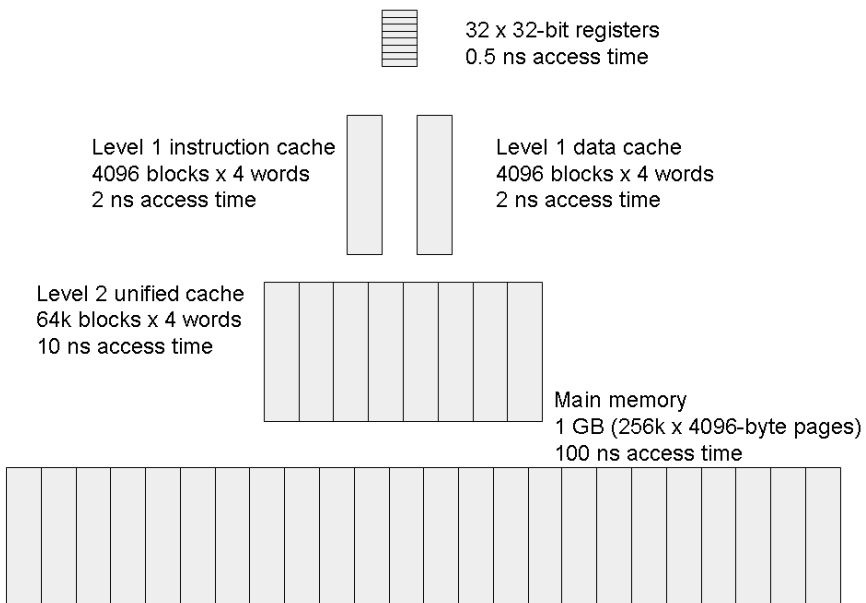 32 x 32-bit registers
0.5 ns access time
Level 1 instruction cache
4096 blocks x 4 words
2 ns access time
Level 1 data cache
4096 blocks x 4 words
2 ns access time
Level 2 unified cache
64k blocks x 4 words
10 ns access time
Main memory
1 GB (256k x 4096-byte pages)
100 ns access time